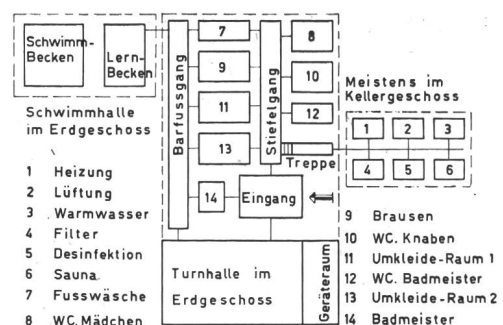 Schwimm-
Becken
Lern-
Becken
Schwimmhalle
im Erdgeschoss
Barfussgang
7
9
11
13
14
Stiefelgang
8
10
12
Treppe
Eingang
Meistens im
Kellergeschoss
1 2 3
4 5 6
Turnhalle im
Erdgeschoss
Geräteraum
1 Heizung
2 Lüftung
3 Warmwasser
4 Filter
5 Desinfektion
6 Sauna
7 Fusswäsche
8 WC. Mädchen
9 Brausen
10 WC. Knaben
11 Umkleide-Raum 1
12 WC. Badmeister
13 Umkleide-Raum 2
14 Badmeister